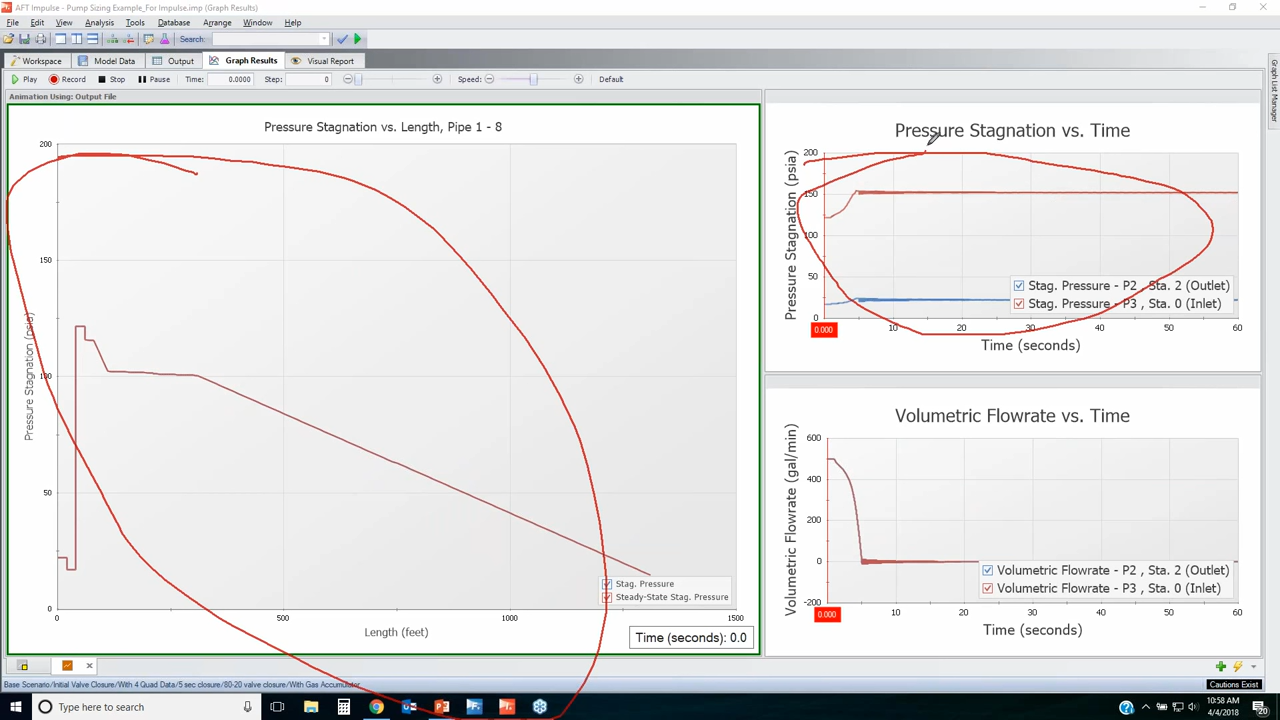 AFT Impulse - Pump Sizing Example_For Impulse.imp (Graph Results)
File Edit View Analysis Tools Database Arrange Window Help
Search:
Workspace Model Data Output Graph Results Visual Report
Play Record Stop Pause Time: 0.0000 Step: 0 Speed: Default
Animation Using: Output File
Graph List Manager
Pressure Stagnation vs. Length, Pipe 1 - 8
Pressure Stagnation (psia)
200
150
100
50
0
500
1000
1500
Length (feet)
Stag. Pressure
Steady-State Stag. Pressure
Time (seconds): 0.0
Pressure Stagnation vs. Time
Pressure Stagnation (psia)
200
150
100
50
0
Stag. Pressure - P2 , Sta. 2 (Outlet)
Stag. Pressure - P3 , Sta. 0 (Inlet)
0.000
10
20
30
40
50
60
Time (seconds)
Volumetric Flowrate vs. Time
Volumetric Flowrate (gal/min)
600
400
200
0
-200
Volumetric Flowrate - P2 , Sta. 2 (Outlet)
Volumetric Flowrate - P3 , Sta. 0 (Inlet)
0.000
10
20
30
40
50
60
Time (seconds)
Base Scenario/Initial Valve Closure/With 4 Quad Data/5 sec closure/80-20 valve closure/With Gas Accumulator
Cautions Exist
Type here to search
10:58 AM
4/4/2018
20